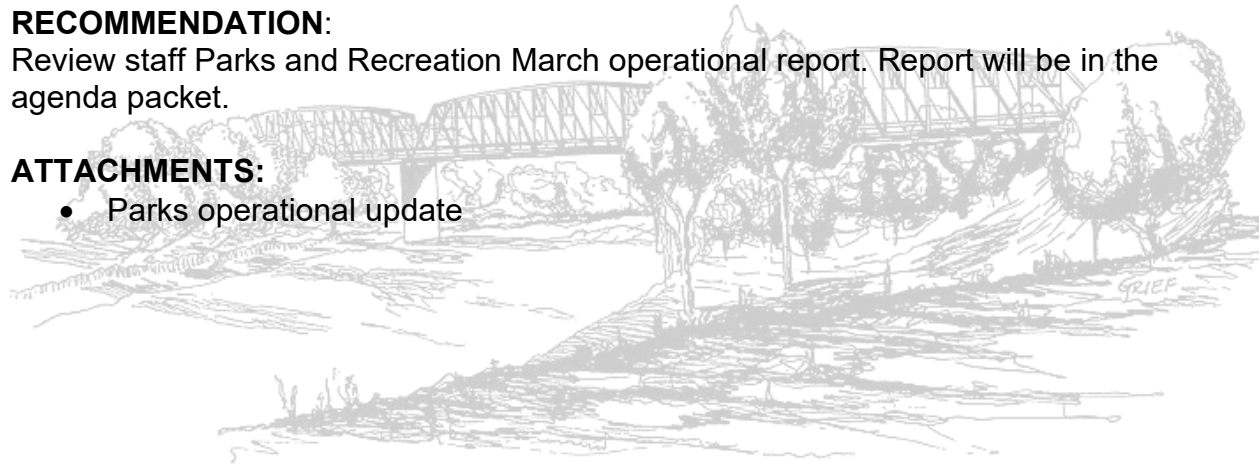 RECOMMENDATION:
Review staff Parks and Recreation March operational report. Report will be in the
agenda packet.
ATTACHMENTS:
• Parks operational update
GRIEF